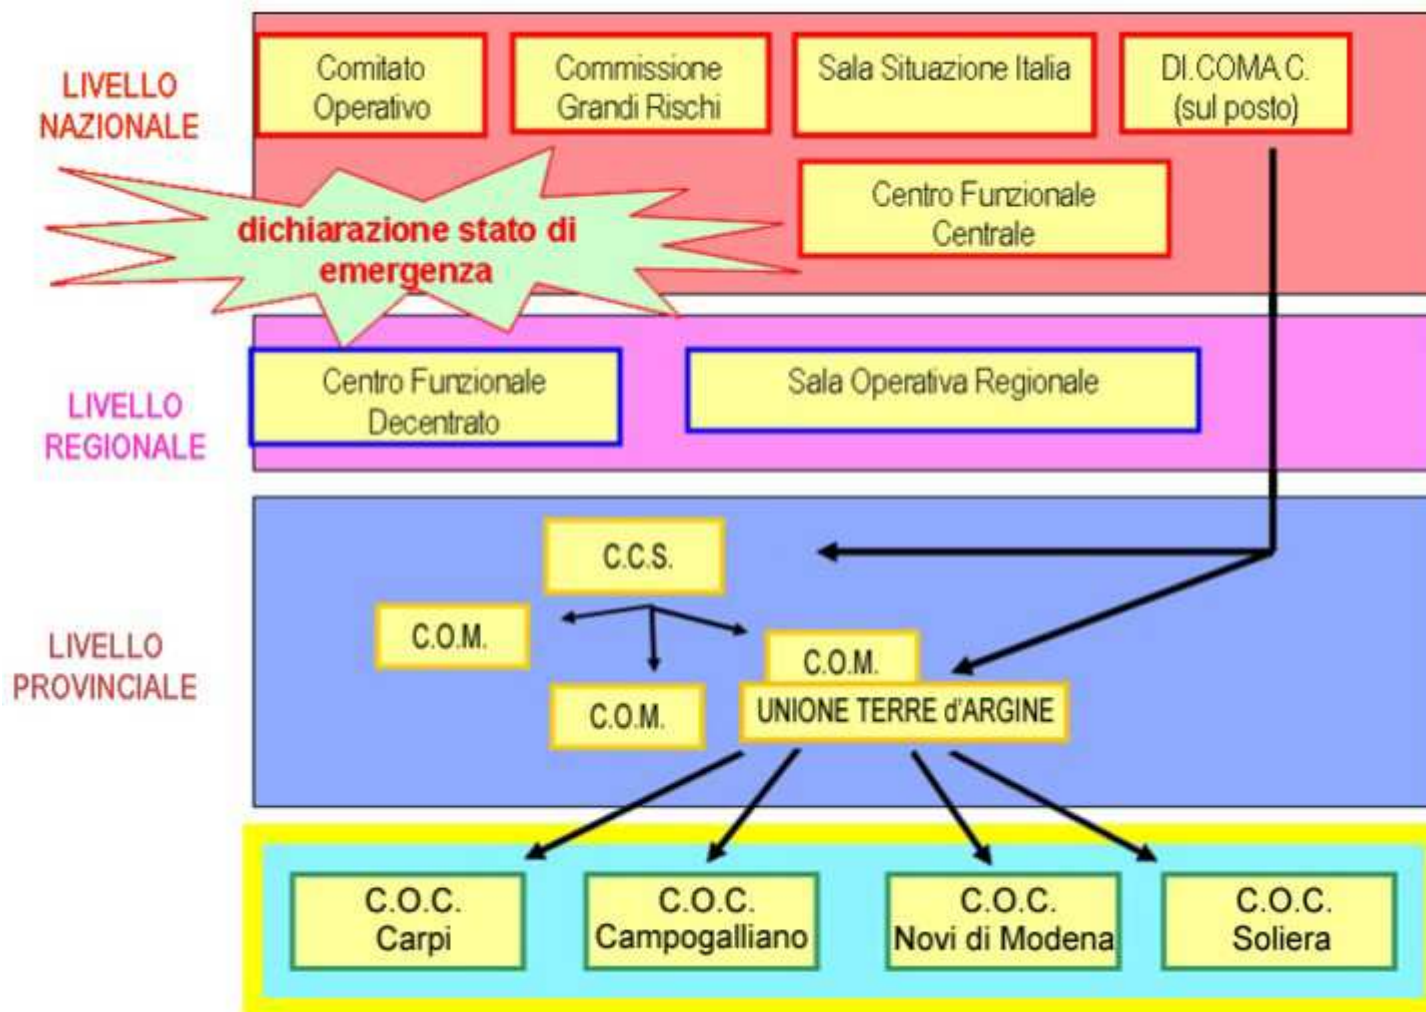 LIVELLO
NAZIONALE
Comitato
Operativo
Commissione
Grandi Rischi
Sala Situazione Italia
DI.COMA.C.
(sul posto)
Centro Funzionale
Centrale
dichiarazione stato di
emergenza
LIVELLO
REGIONALE
Centro Funzionale
Decentrato
Sala Operativa Regionale
LIVELLO
PROVINCIALE
C.C.S.
C.O.M.
C.O.M.
C.O.M.
UNIONE TERRE d'ARGINE
C.O.C.
Carpi
C.O.C.
Campogalliano
C.O.C.
Novi di Modena
C.O.C.
Soliera